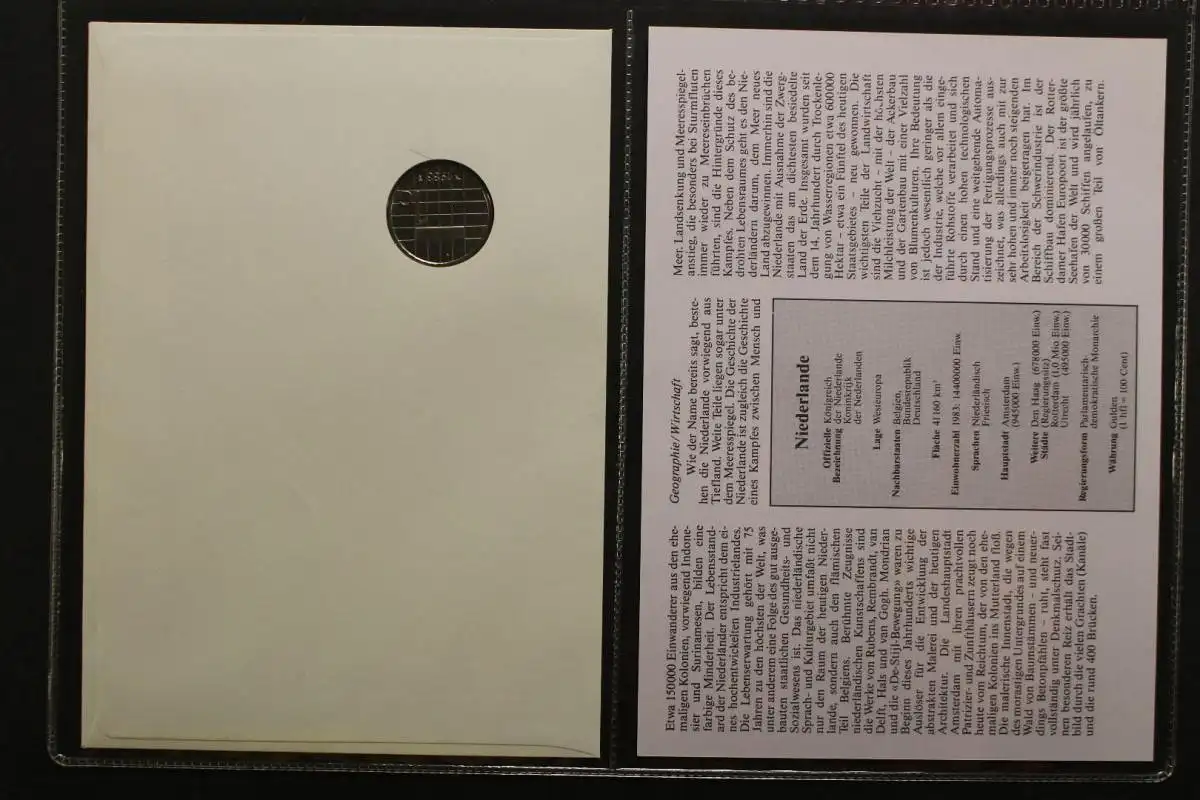 1983
Etwa 150000 Einwanderer aus den ehe-
maligen Kolonien, vorwiegend Indone-
sier und Surinamesen, bilden eine
farbige Minderheit. Der Lebensstand-
ard der Niederländer entspricht dem ei-
nes hochentwickelten Industrielandes.
Die Lebenserwartung gehört mit 75
Jahren zu den höchsten der Welt, was
unter anderem eine Folge des gut ausge-
bauten staatlichen Gesundheits- und
Sozialwesens ist. Das niederländische
Sprach- und Kulturgebiet umfaßt nicht
nur den Raum der heutigen Nieder-
lande, sondern auch den flämischen
Teil Belgiens. Berühmte Zeugnisse
niederländischen Kunstschaffens sind
die Werke von Rubens, Rembrandt, van
Delft, Hals und van Gogh. Mondrian
und die «De-Stijl-Bewegung» waren zu
Beginn dieses Jahrhunderts wichtige
Auslöser für die Entwicklung der
abstrakten Malerei und der heutigen
Architektur. Die Landeshauptstadt
Amsterdam mit ihren prachtvollen
Patrizier- und Zunfthäusern zeugt noch
heute vom Reichtum, der von den ehe-
maligen Kolonien ins Mutterland floß.
Die malerische Innenstadt, die wegen
des morastigen Untergrundes auf einem
Wald von Baumstämmen – und neuer-
dings Betonpfählen – ruht, steht fast
vollständig unter Denkmalschutz. Sei-
nen besonderen Reiz erhält das Stadt-
bild durch die vielen Grachten (Kanäle)
und die rund 400 Brücken.
Geographie/Wirtschaft
Wie der Name bereits sagt, beste-
hen die Niederlande vorwiegend aus
Tiefland. Weite Teile liegen sogar unter
dem Meeresspiegel. Die Geschichte der
Niederlande ist zugleich die Geschichte
eines Kampfes zwischen Mensch und
Niederlande
Offizielle Königreich
Bezeichnung der Niederlande
Koninkrijk
der Nederlanden
Lage Westeuropa
Nachbarstaaten Belgien,
Bundesrepublik
Deutschland
Fläche 41160 km²
Einwohnerzahl 1983: 14400000 Einw.
Sprachen Niederländisch
Friesisch
Hauptstadt Amsterdam
(945000 Einw.)
Weitere Den Haag (678000 Einw.)
Städte (Regierungssitz)
Rotterdam (1,0 Mio Einw.)
Utrecht (495000 Einw.)
Regierungsform Parlamentarisch-
demokratische Monarchie
Währung Gulden
(1 hfl = 100 Cent)
Meer. Landsenkung und Meeresspiegel-
anstieg, die besonders bei Sturmfluten
immer wieder zu Meereseinbrüchen
führten, sind die Hintergründe dieses
Kampfes. Neben dem Schutz des be-
drohten Lebensraumes geht es den Nie-
derländern darum, dem Meer neues
Land abzugewinnen. Immerhin sind die
Niederlande mit Ausnahme der Zwerg-
staaten das am dichtesten besiedelte
Land der Erde. Insgesamt wurden seit
dem 14. Jahrhundert durch Trockenle-
gung von Wasserregionen etwa 600000
Hektar – etwa ein Fünftel des heutigen
Staatsgebietes – neu gewonnen. Die
wichtigsten Teile der Landwirtschaft
sind die Viehzucht – mit der höchsten
Milchleistung der Welt – der Ackerbau
und der Gartenbau mit einer Vielzahl
von Blumenkulturen. Ihre Bedeutung
ist jedoch wesentlich geringer als die
der Industrie, welche vor allem einge-
führte Rohstoffe verarbeitet und sich
durch einen hohen technologischen
Stand und eine weitgehende Automa-
tisierung der Fertigungsprozesse aus-
zeichnet, was allerdings auch mit zur
sehr hohen und immer noch steigenden
Arbeitslosigkeit beigetragen hat. Im
Bereich der Schwerindustrie ist der
Schiffbau dominierend. Der Rotter-
damer Hafen Europoort ist der größte
Seehafen der Welt und wird jährlich
von 30000 Schiffen angelaufen, zu
einem großen Teil von Öltankern.